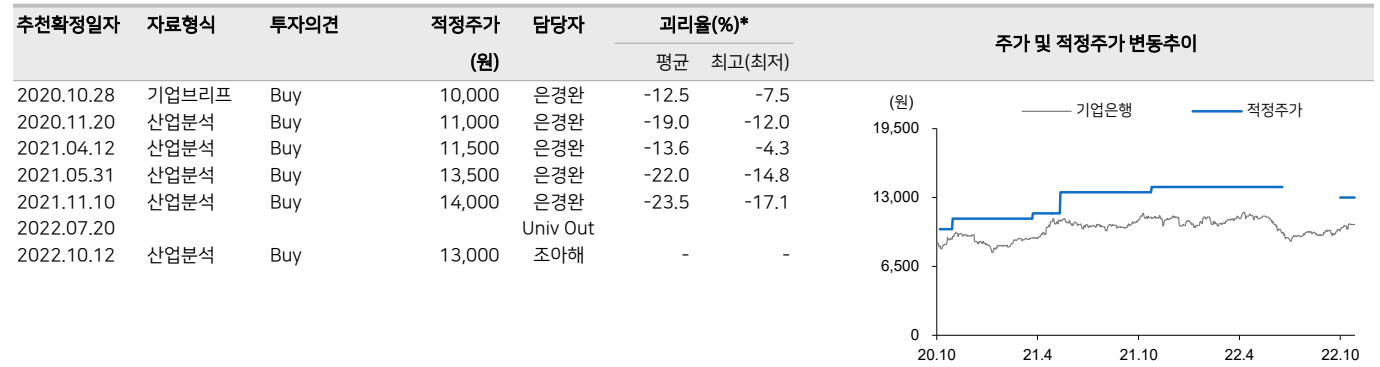 추천확정일자 자료형식 투자의견 적정주가 담당자 괴리율(%)* 주가 및 적정주가 변동추이
(원) 평균 최고(최저)
2020.10.28 기업브리프 Buy 10,000 은경완 -12.5 -7.5
2020.11.20 산업분석 Buy 11,000 은경완 -19.0 -12.0
2021.04.12 산업분석 Buy 11,500 은경완 -13.6 -4.3
2021.05.31 산업분석 Buy 13,500 은경완 -22.0 -14.8
2021.11.10 산업분석 Buy 14,000 은경완 -23.5 -17.1
2022.07.20 Univ Out
2022.10.12 산업분석 Buy 13,000 조아해 - -
(원) 기업은행 적정주가
19,500
13,000
6,500
0
20.10 21.4 21.10 22.4 22.10